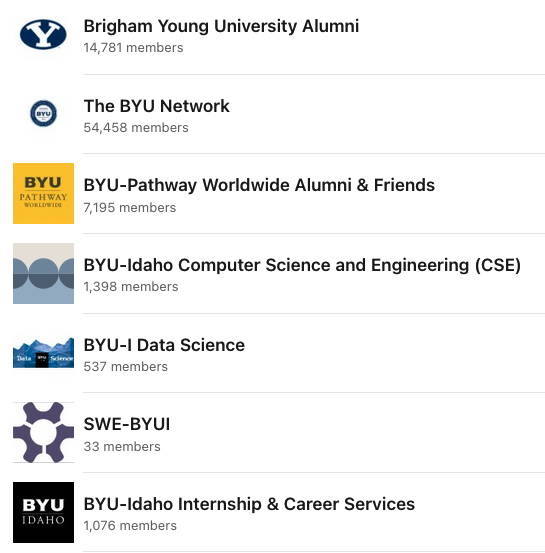 Y
Brigham Young University Alumni
14,781 members
BYU
The BYU Network
54,458 members
BYU
PATHWAY
WORLDWIDE
BYU-Pathway Worldwide Alumni & Friends
7,195 members
BYU-Idaho Computer Science and Engineering (CSE)
1,398 members
Data BYU Science
BYU-I Data Science
537 members
SWE-BYUI
33 members
BYU
IDAHO
BYU-Idaho Internship & Career Services
1,076 members